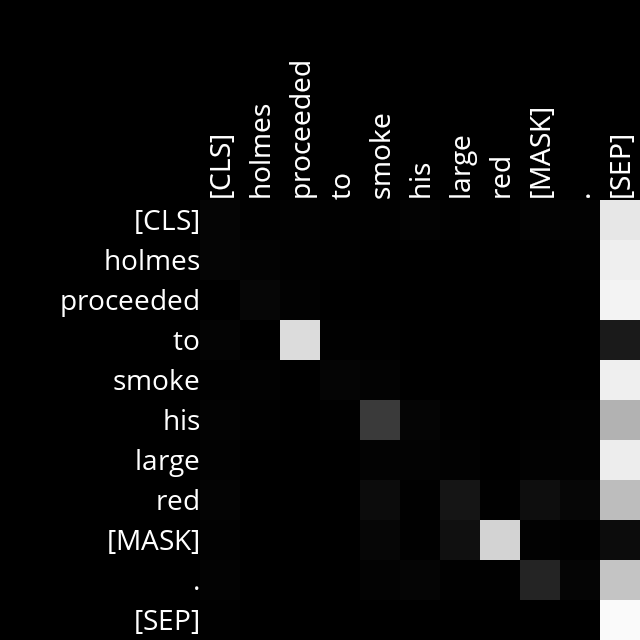 [CLS] holmes proceeded to smoke his large red [MASK] . [SEP]
[CLS]
holmes
proceeded
to
smoke
his
large
red
[MASK]
.
[SEP]